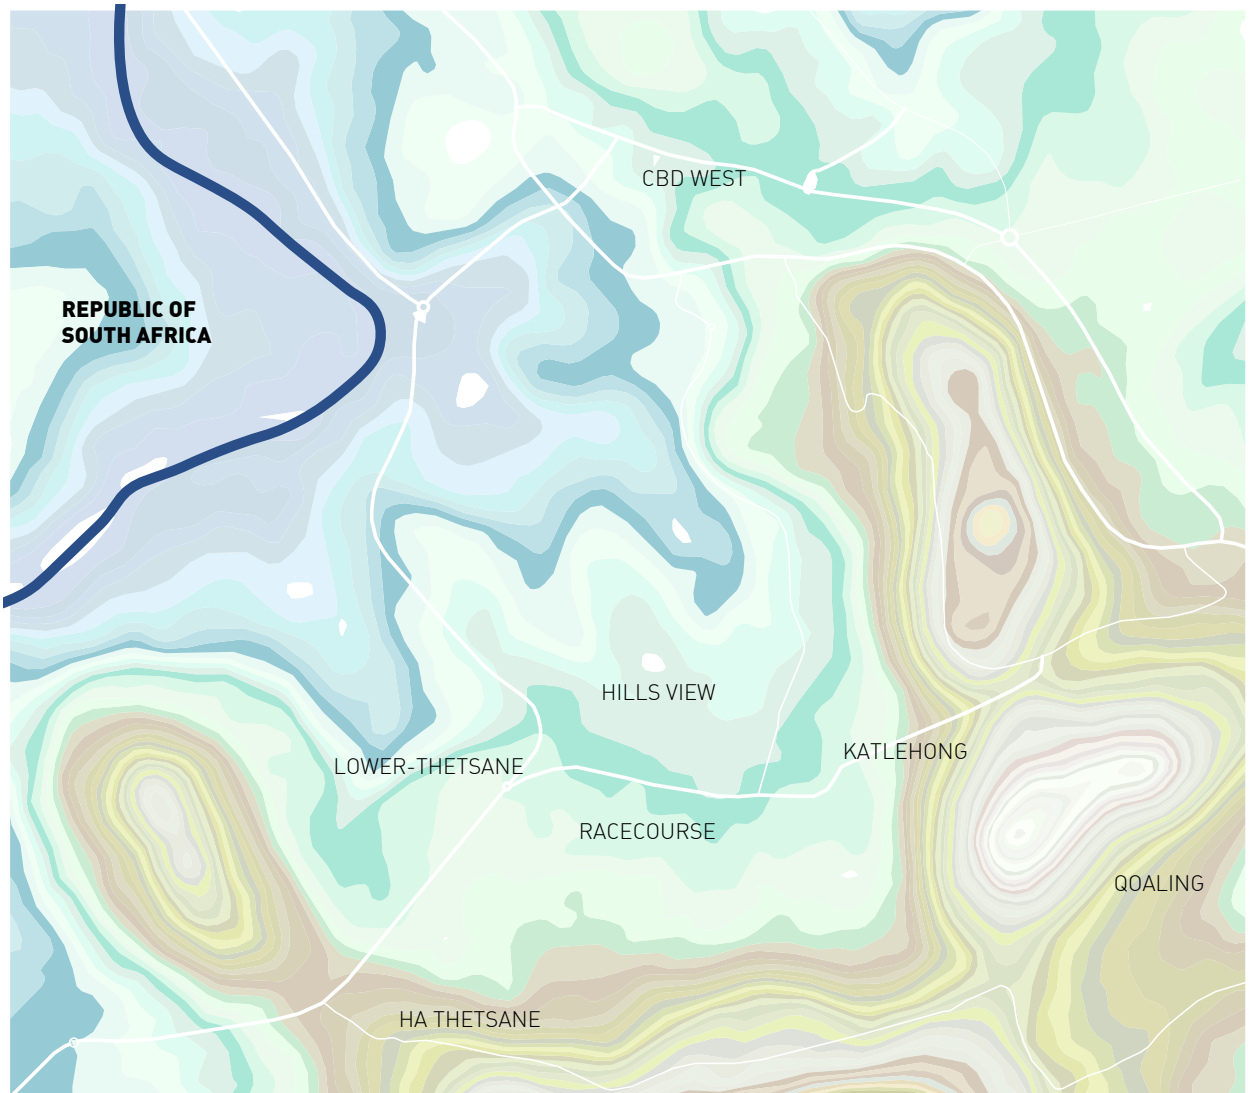 CBD WEST
REPUBLIC OF
SOUTH AFRICA
HILLS VIEW
KATLEHONG
LOWER-THETSANE
RACECOURSE
QOALING
HA THETSANE